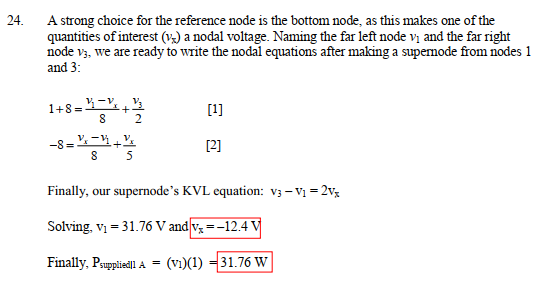 24. A strong choice for the reference node is the bottom node, as this makes one of the
quantities of interest (vₓ) a nodal voltage. Naming the far left node v₁ and the far right
node v₃, we are ready to write the nodal equations after making a supernode from nodes 1
and 3:
1+8 = (v₁ − vₓ)/8 + v₃/2 [1]
−8 = (vₓ − v₁)/8 + vₓ/5 [2]
Finally, our supernode’s KVL equation: v₃ – v₁ = 2vₓ
Solving, v₁ = 31.76 V and vₓ = –12.4 V
Finally, Psupplied|1 A = (v₁)(1) = 31.76 W